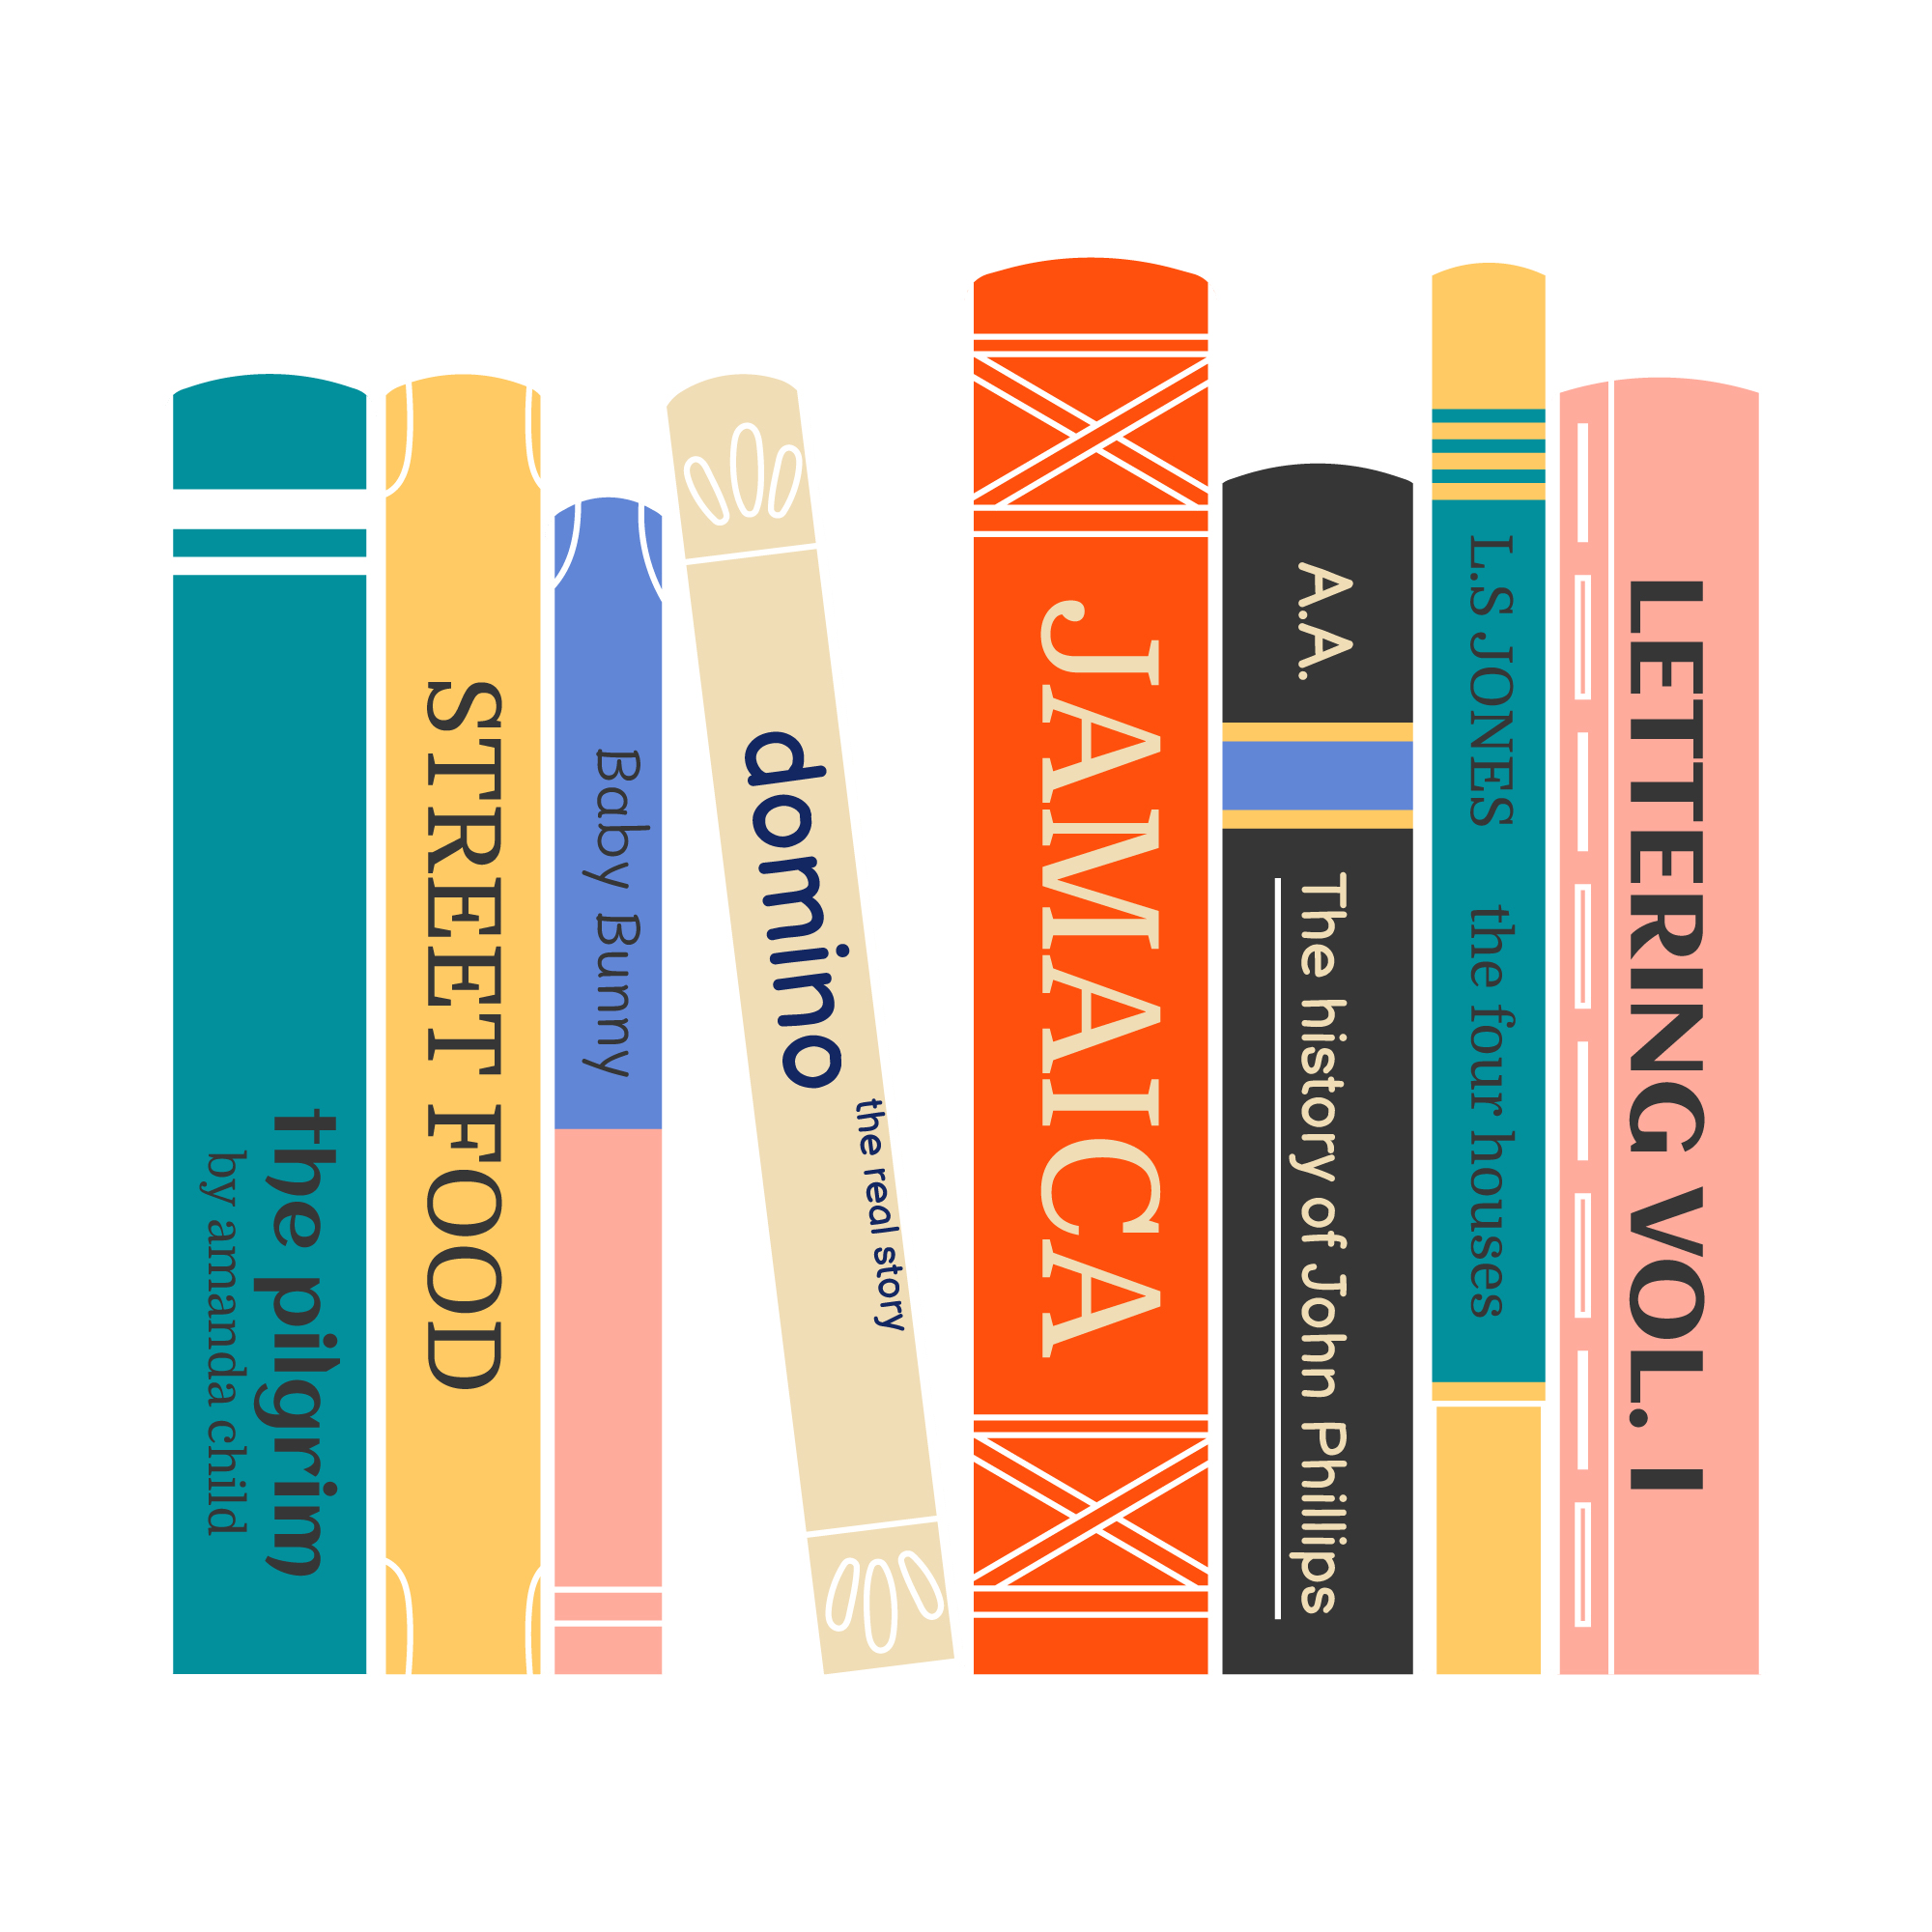 the pilgrim
by amanda child
STREET FOOD
Baby Bunny
domino
the real story
JAMAICA
A.A.
The history of John Phillips
L.S JONES
the four houses
LETTERING VOL. I